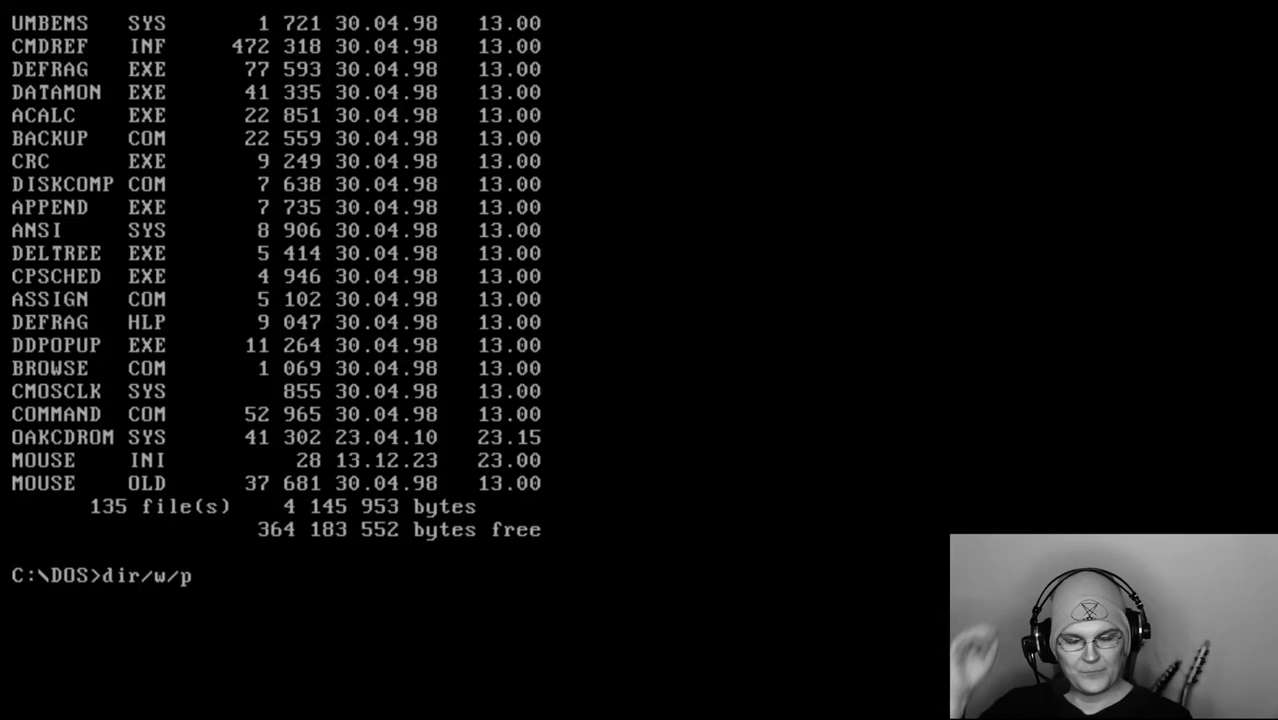 UMBEMS SYS 1 721 30.04.98 13.00
CMDREF INF 472 318 30.04.98 13.00
DEFRAG EXE 77 593 30.04.98 13.00
DATAMON EXE 41 335 30.04.98 13.00
ACALC EXE 22 851 30.04.98 13.00
BACKUP COM 22 559 30.04.98 13.00
CRC EXE 9 249 30.04.98 13.00
DISKCOMP COM 7 638 30.04.98 13.00
APPEND EXE 7 735 30.04.98 13.00
ANSI SYS 8 906 30.04.98 13.00
DELTREE EXE 5 414 30.04.98 13.00
CPSCHED EXE 4 946 30.04.98 13.00
ASSIGN COM 5 102 30.04.98 13.00
DEFRAG HLP 9 047 30.04.98 13.00
DDPOPUP EXE 11 264 30.04.98 13.00
BROWSE COM 1 069 30.04.98 13.00
CMOSCLK SYS 855 30.04.98 13.00
COMMAND COM 52 965 30.04.98 13.00
OAKCDROM SYS 41 302 23.04.10 23.15
MOUSE INI 28 13.12.23 23.00
MOUSE OLD 37 681 30.04.98 13.00
135 file(s) 4 145 953 bytes
364 183 552 bytes free
C:\DOS>dir/w/p